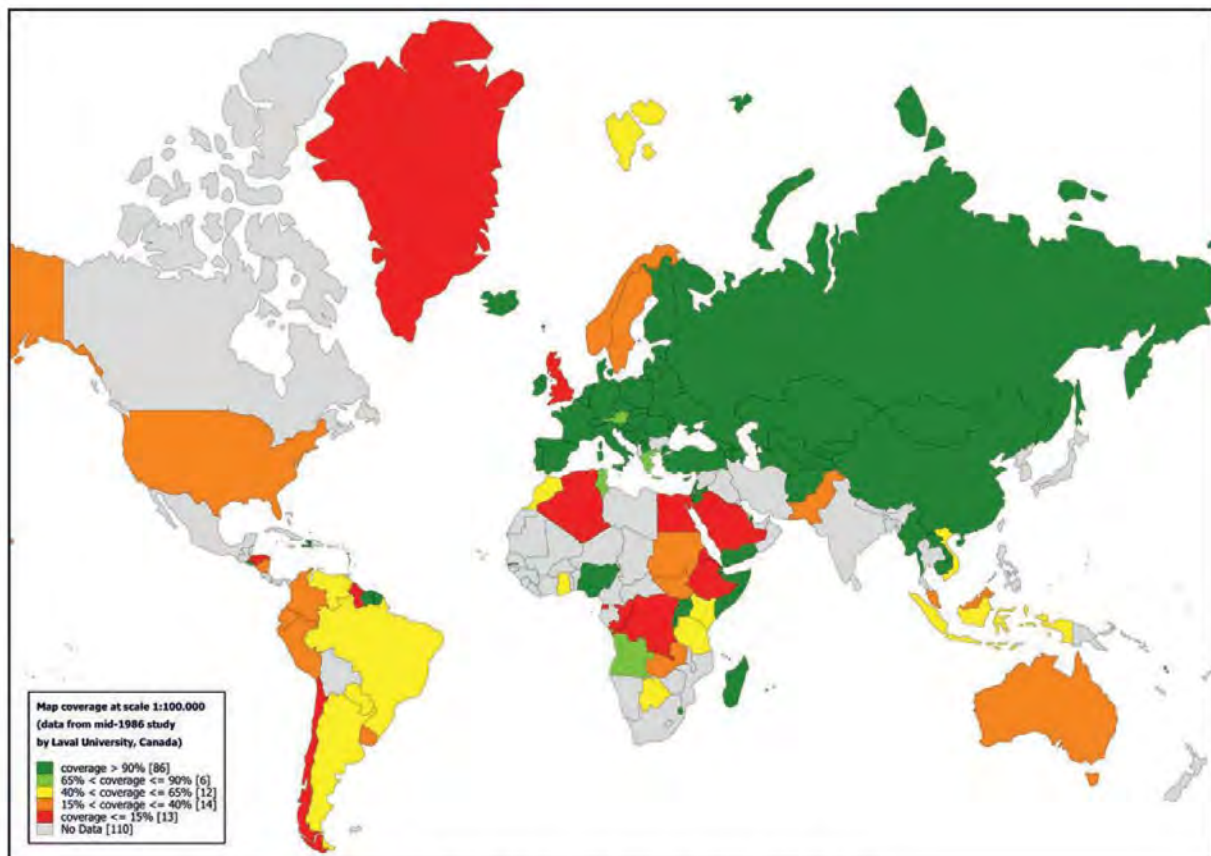 Map coverage at scale 1:100.000
(data from mid-1986 study
by Laval University, Canada)
coverage > 90% [86]
65% < coverage <= 90% [6]
40% < coverage <= 65% [12]
15% < coverage <= 40% [14]
coverage <= 15% [13]
No Data [110]